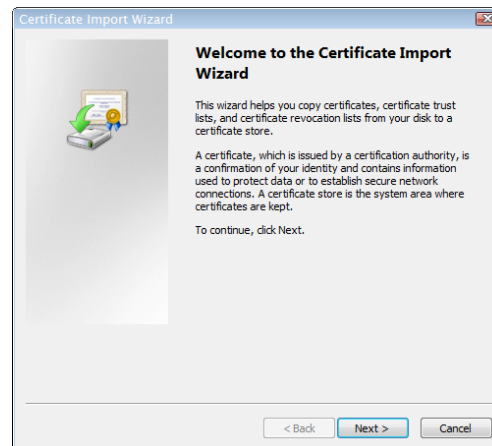 Certificate Import Wizard
Welcome to the Certificate Import
Wizard
This wizard helps you copy certificates, certificate trust
lists, and certificate revocation lists from your disk to a
certificate store.
A certificate, which is issued by a certification authority, is
a confirmation of your identity and contains information
used to protect data or to establish secure network
connections. A certificate store is the system area where
certificates are kept.
To continue, click Next.
< Back Next > Cancel